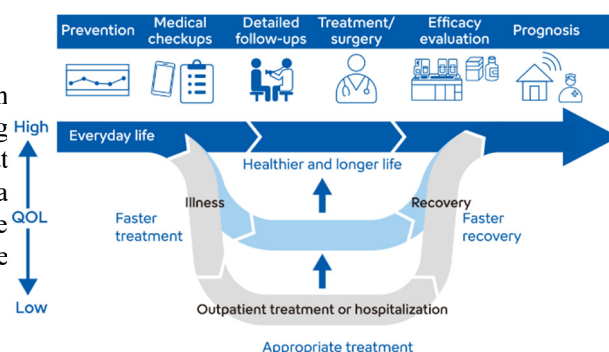 Prevention
Medical
checkups
Detailed
follow-ups
Treatment/
surgery
Efficacy
evaluation
Prognosis
High
Everyday life
Healthier and longer life
Illness
Recovery
QOL
Faster
treatment
Faster
recovery
Low
Outpatient treatment or hospitalization
Appropriate treatment